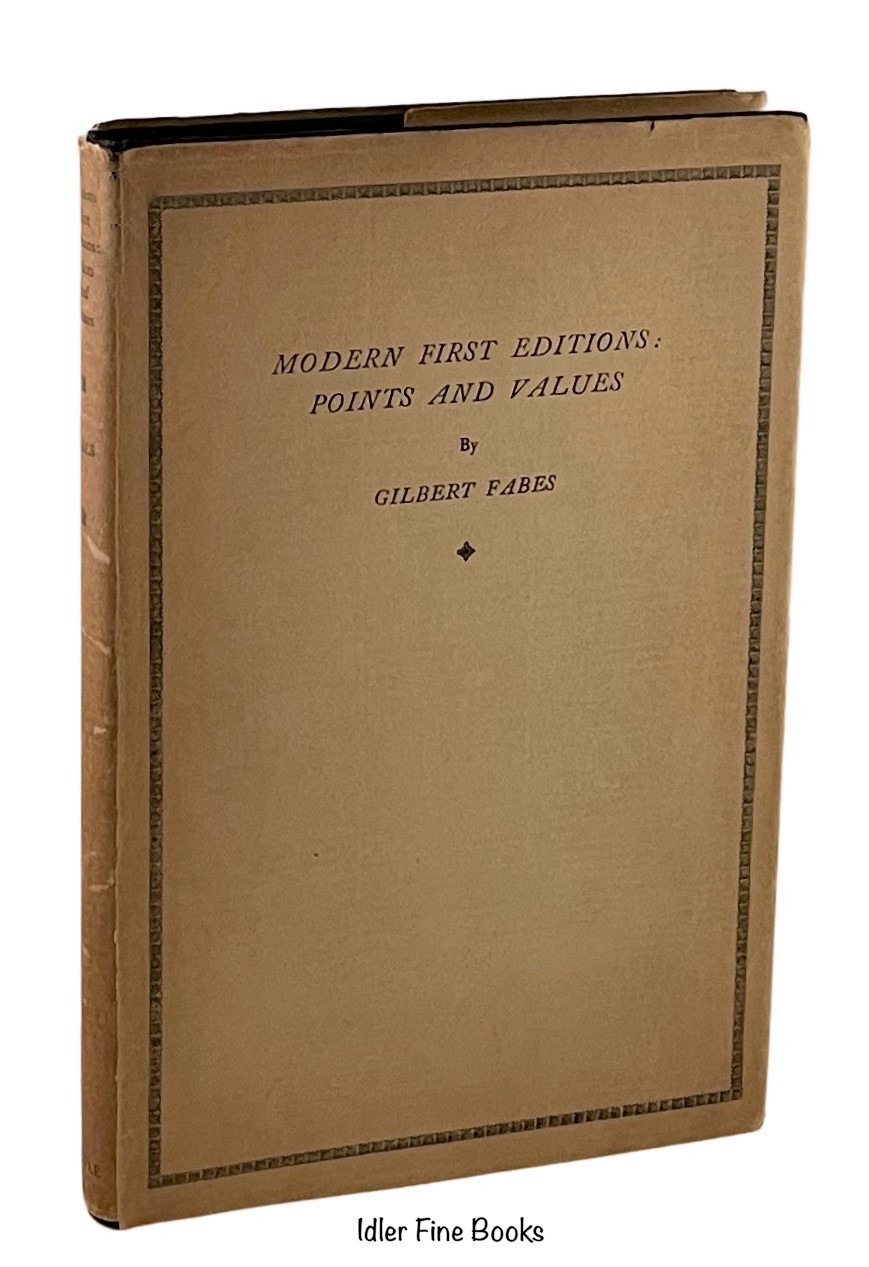 MODERN FIRST EDITIONS:
POINTS AND VALUES
By
GILBERT FABES
Idler Fine Books